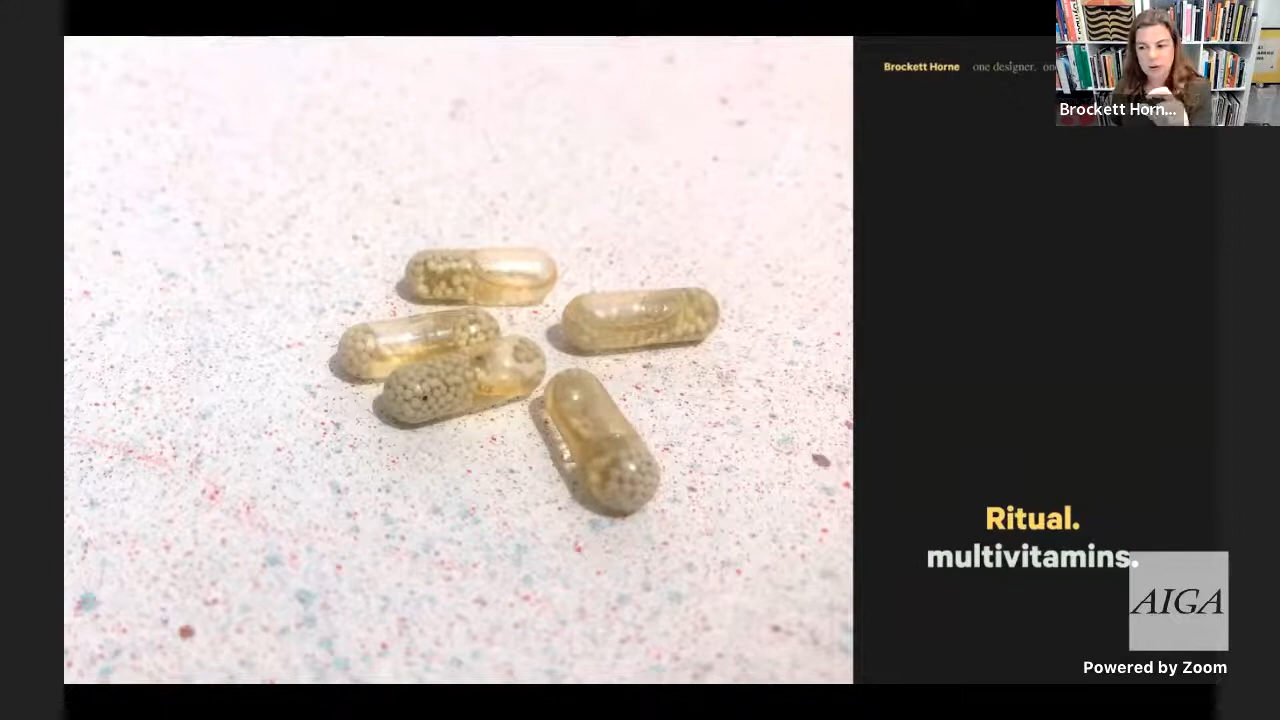 Brockett Horne one designer.
Brockett Horn...
Ritual.
multivitamins.
AIGA
Powered by Zoom